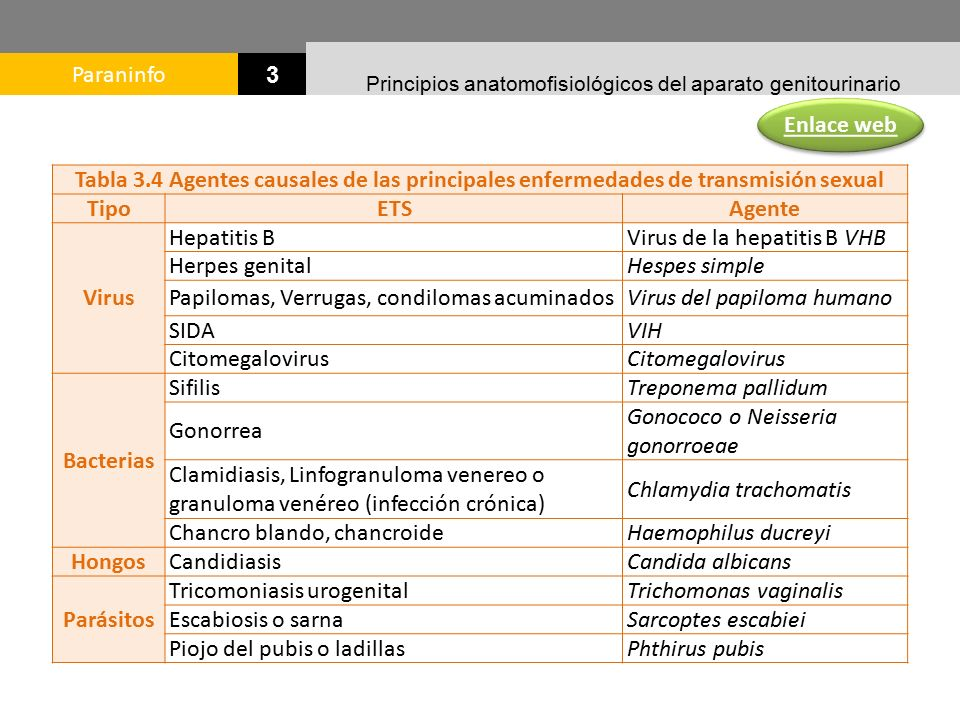 Paraninfo
3
Principios anatomofisiológicos del aparato genitourinario
Enlace web
Tabla 3.4 Agentes causales de las principales enfermedades de transmisión sexual
Tipo ETS Agente
Virus
Hepatitis B Virus de la hepatitis B VHB
Herpes genital Hespes simple
Papilomas, Verrugas, condilomas acuminados Virus del papiloma humano
SIDA VIH
Citomegalovirus Citomegalovirus
Bacterias
Sifilis Treponema pallidum
Gonorrea
Gonococo o Neisseria
gonorroeae
Clamidiasis, Linfogranuloma venereo o
granuloma venéreo (infección crónica)
Chlamydia trachomatis
Chancro blando, chancroide Haemophilus ducreyi
Hongos Candidiasis Candida albicans
Parásitos
Tricomoniasis urogenital Trichomonas vaginalis
Escabiosis o sarna Sarcoptes escabiei
Piojo del pubis o ladillas Phthirus pubis